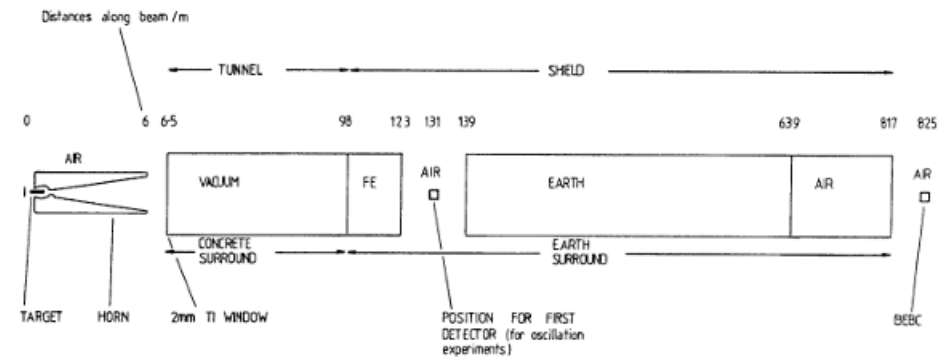 Distances along beam/m
TUNNEL SHIELD
0 6 6·5 98 123 131 139 639 817 825
AIR VACUUM FE AIR EARTH AIR AIR
CONCRETE SURROUND
EARTH SURROUND
TARGET HORN 2mm TI WINDOW
POSITION FOR FIRST
DETECTOR (for oscillation
experiments)
BEBC